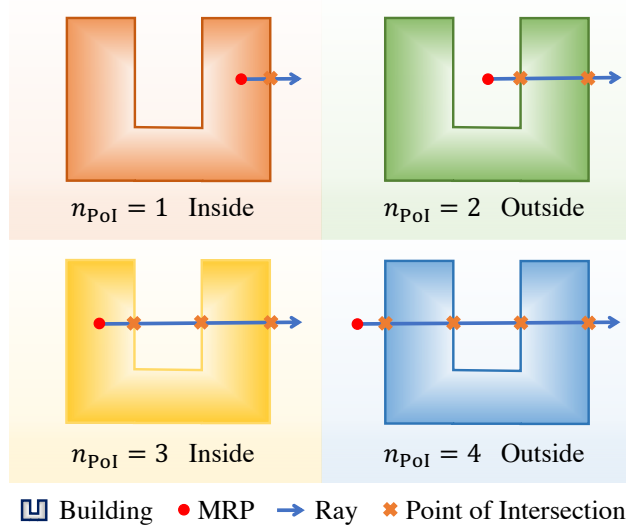 n_PoI = 1 Inside
n_PoI = 2 Outside
n_PoI = 3 Inside
n_PoI = 4 Outside
Building MRP Ray Point of Intersection